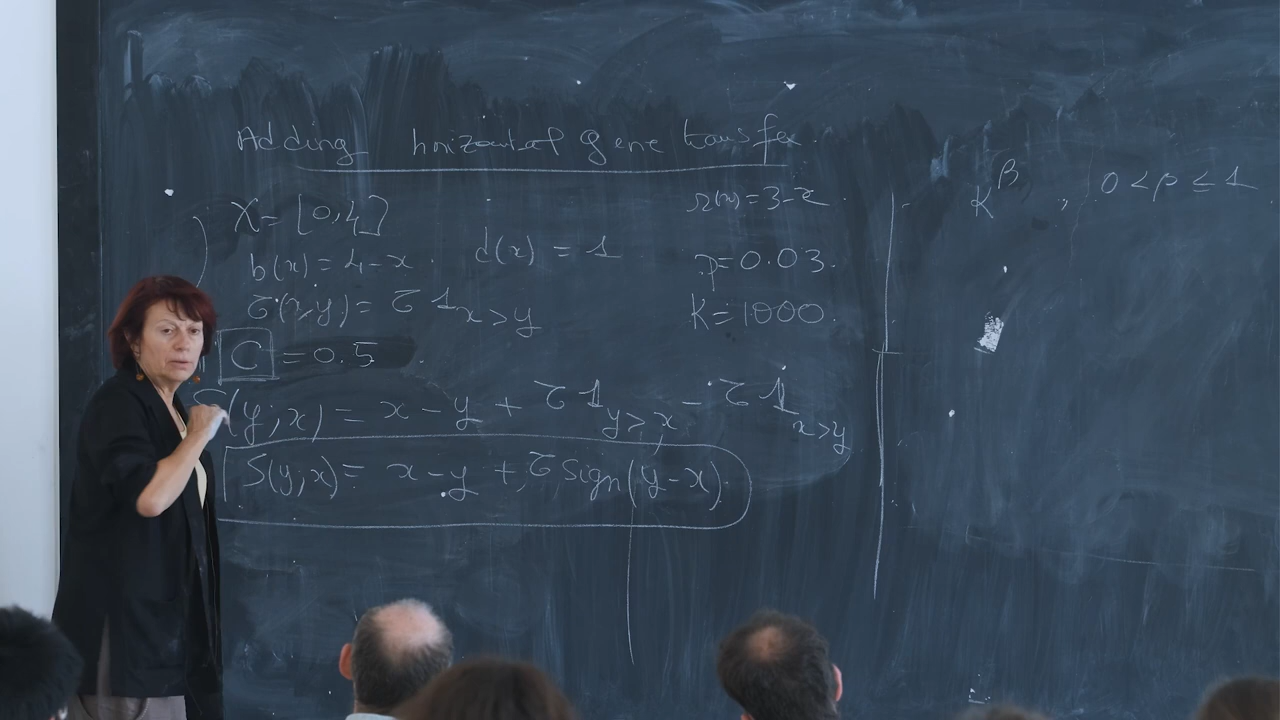 Adding horizontal gene transfer.
X = [0,4] r(x) = 3-x.
b(x) = 4-x. d(x) = 1 p = 0.03.
τ(x,y) = τ 1_{x>y} K = 1000.
C = 0.5.
S(y;x) = x-y + τ 1_{y>x} - τ 1_{x>y}
S(y;x) = x-y + τ sign(y-x).
K^β, 0 < β ≤ 1